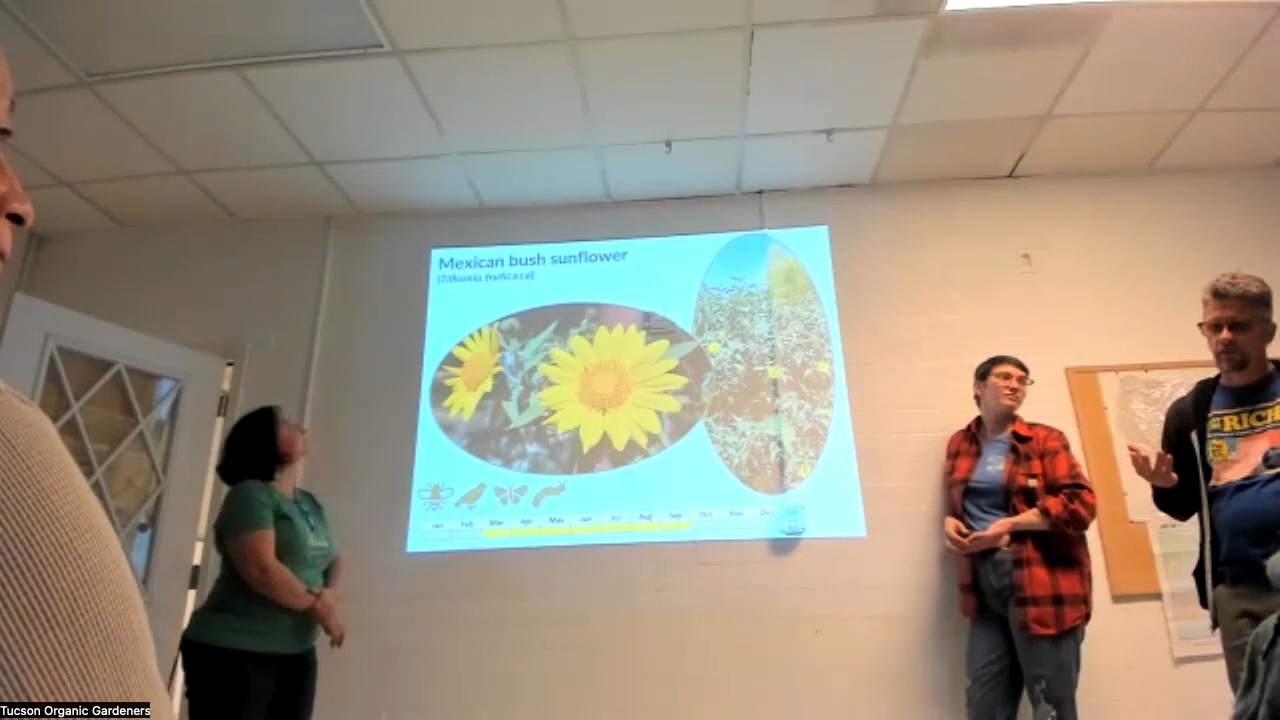 Mexican bush sunflower
(Tithonia fruticosa)
Jan Feb Mar Apr May Jun Jul Aug Sep Oct Nov Dec
RICK
Tucson Organic Gardeners